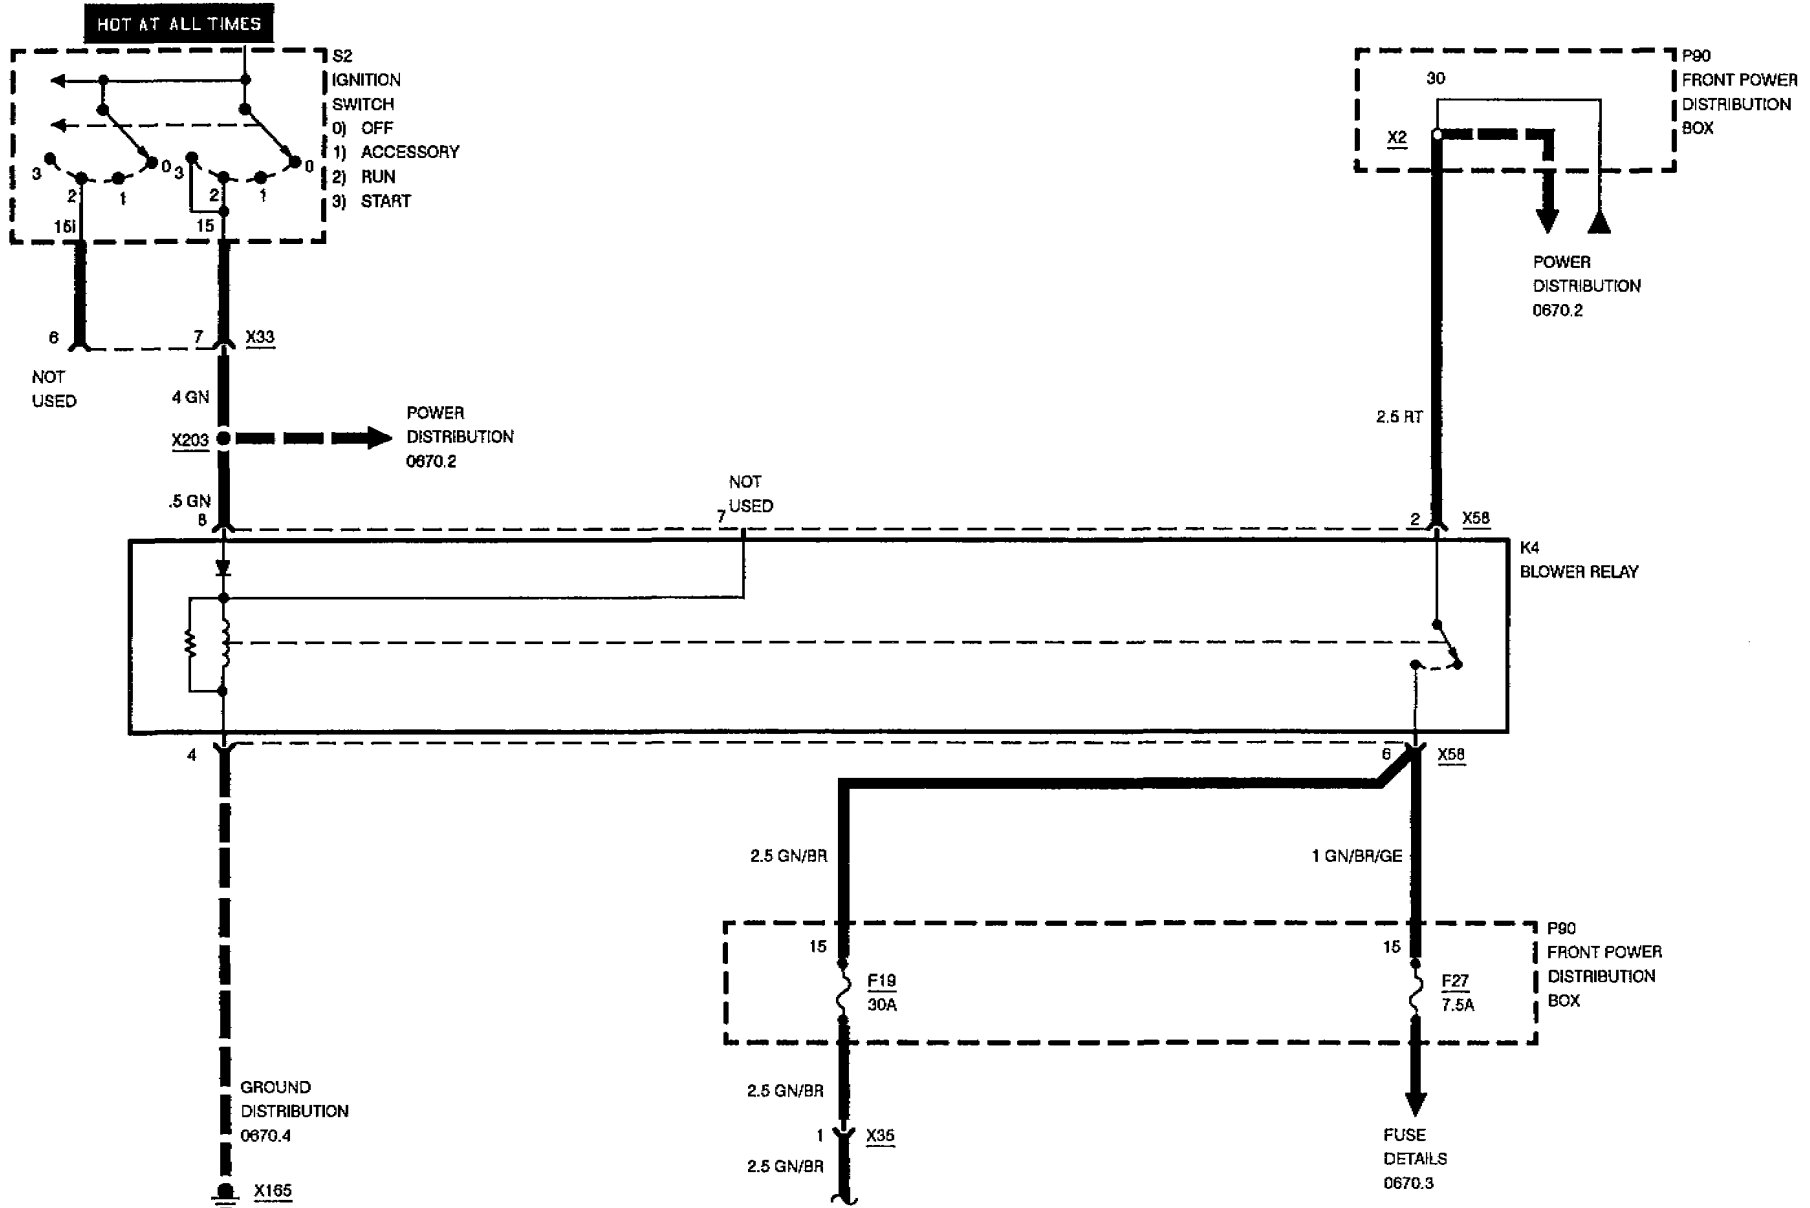 HOT AT ALL TIMES
S2
IGNITION
SWITCH
0) OFF
1) ACCESSORY
2) RUN
3) START
3
2
1
0
3
2
1
0
15i
15
P90
FRONT POWER
DISTRIBUTION
BOX
30
X2
POWER
DISTRIBUTION
0670.2
6
7
X33
NOT
USED
4 GN
X203
POWER
DISTRIBUTION
0670.2
2.5 RT
.5 GN
8
NOT
USED
7
2
X58
K4
BLOWER RELAY
4
6
X58
2.5 GN/BR
1 GN/BR/GE
P90
FRONT POWER
DISTRIBUTION
BOX
15
F19
30A
15
F27
7.5A
GROUND
DISTRIBUTION
0670.4
2.5 GN/BR
1
X35
2.5 GN/BR
FUSE
DETAILS
0670.3
X165